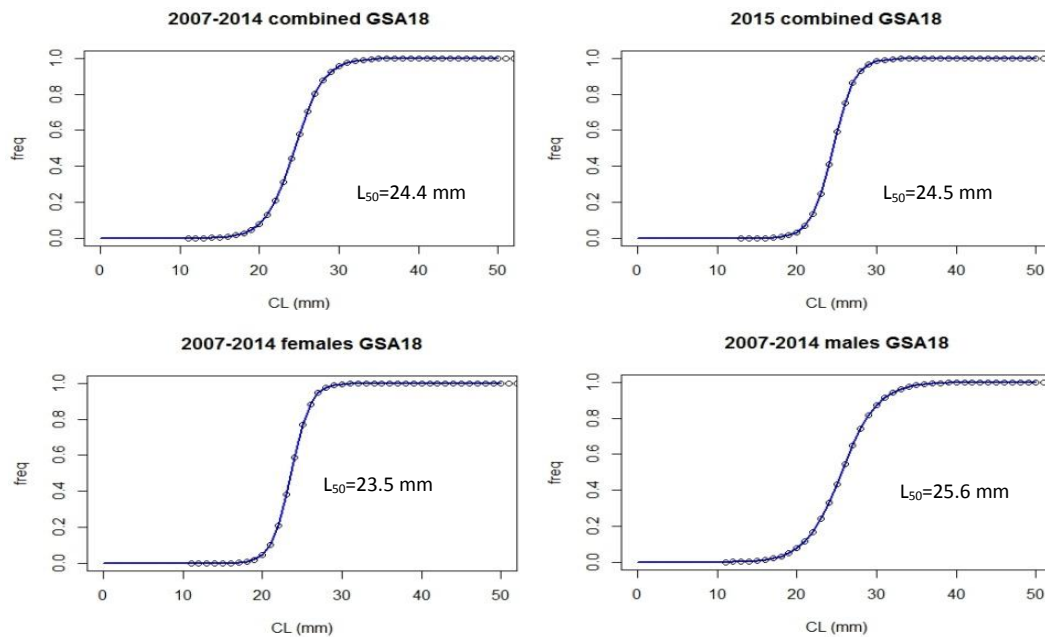 2007-2014 combined GSA18
1.0
0.8
0.6
0.4
0.2
0.0
freq
L₅₀=24.4 mm
0 10 20 30 40 50
CL (mm)
2015 combined GSA18
1.0
0.8
0.6
0.4
0.2
0.0
freq
L₅₀=24.5 mm
0 10 20 30 40 50
CL (mm)
2007-2014 females GSA18
1.0
0.8
0.6
0.4
0.2
0.0
freq
L₅₀=23.5 mm
0 10 20 30 40 50
CL (mm)
2007-2014 males GSA18
1.0
0.8
0.6
0.4
0.2
0.0
freq
L₅₀=25.6 mm
0 10 20 30 40 50
CL (mm)